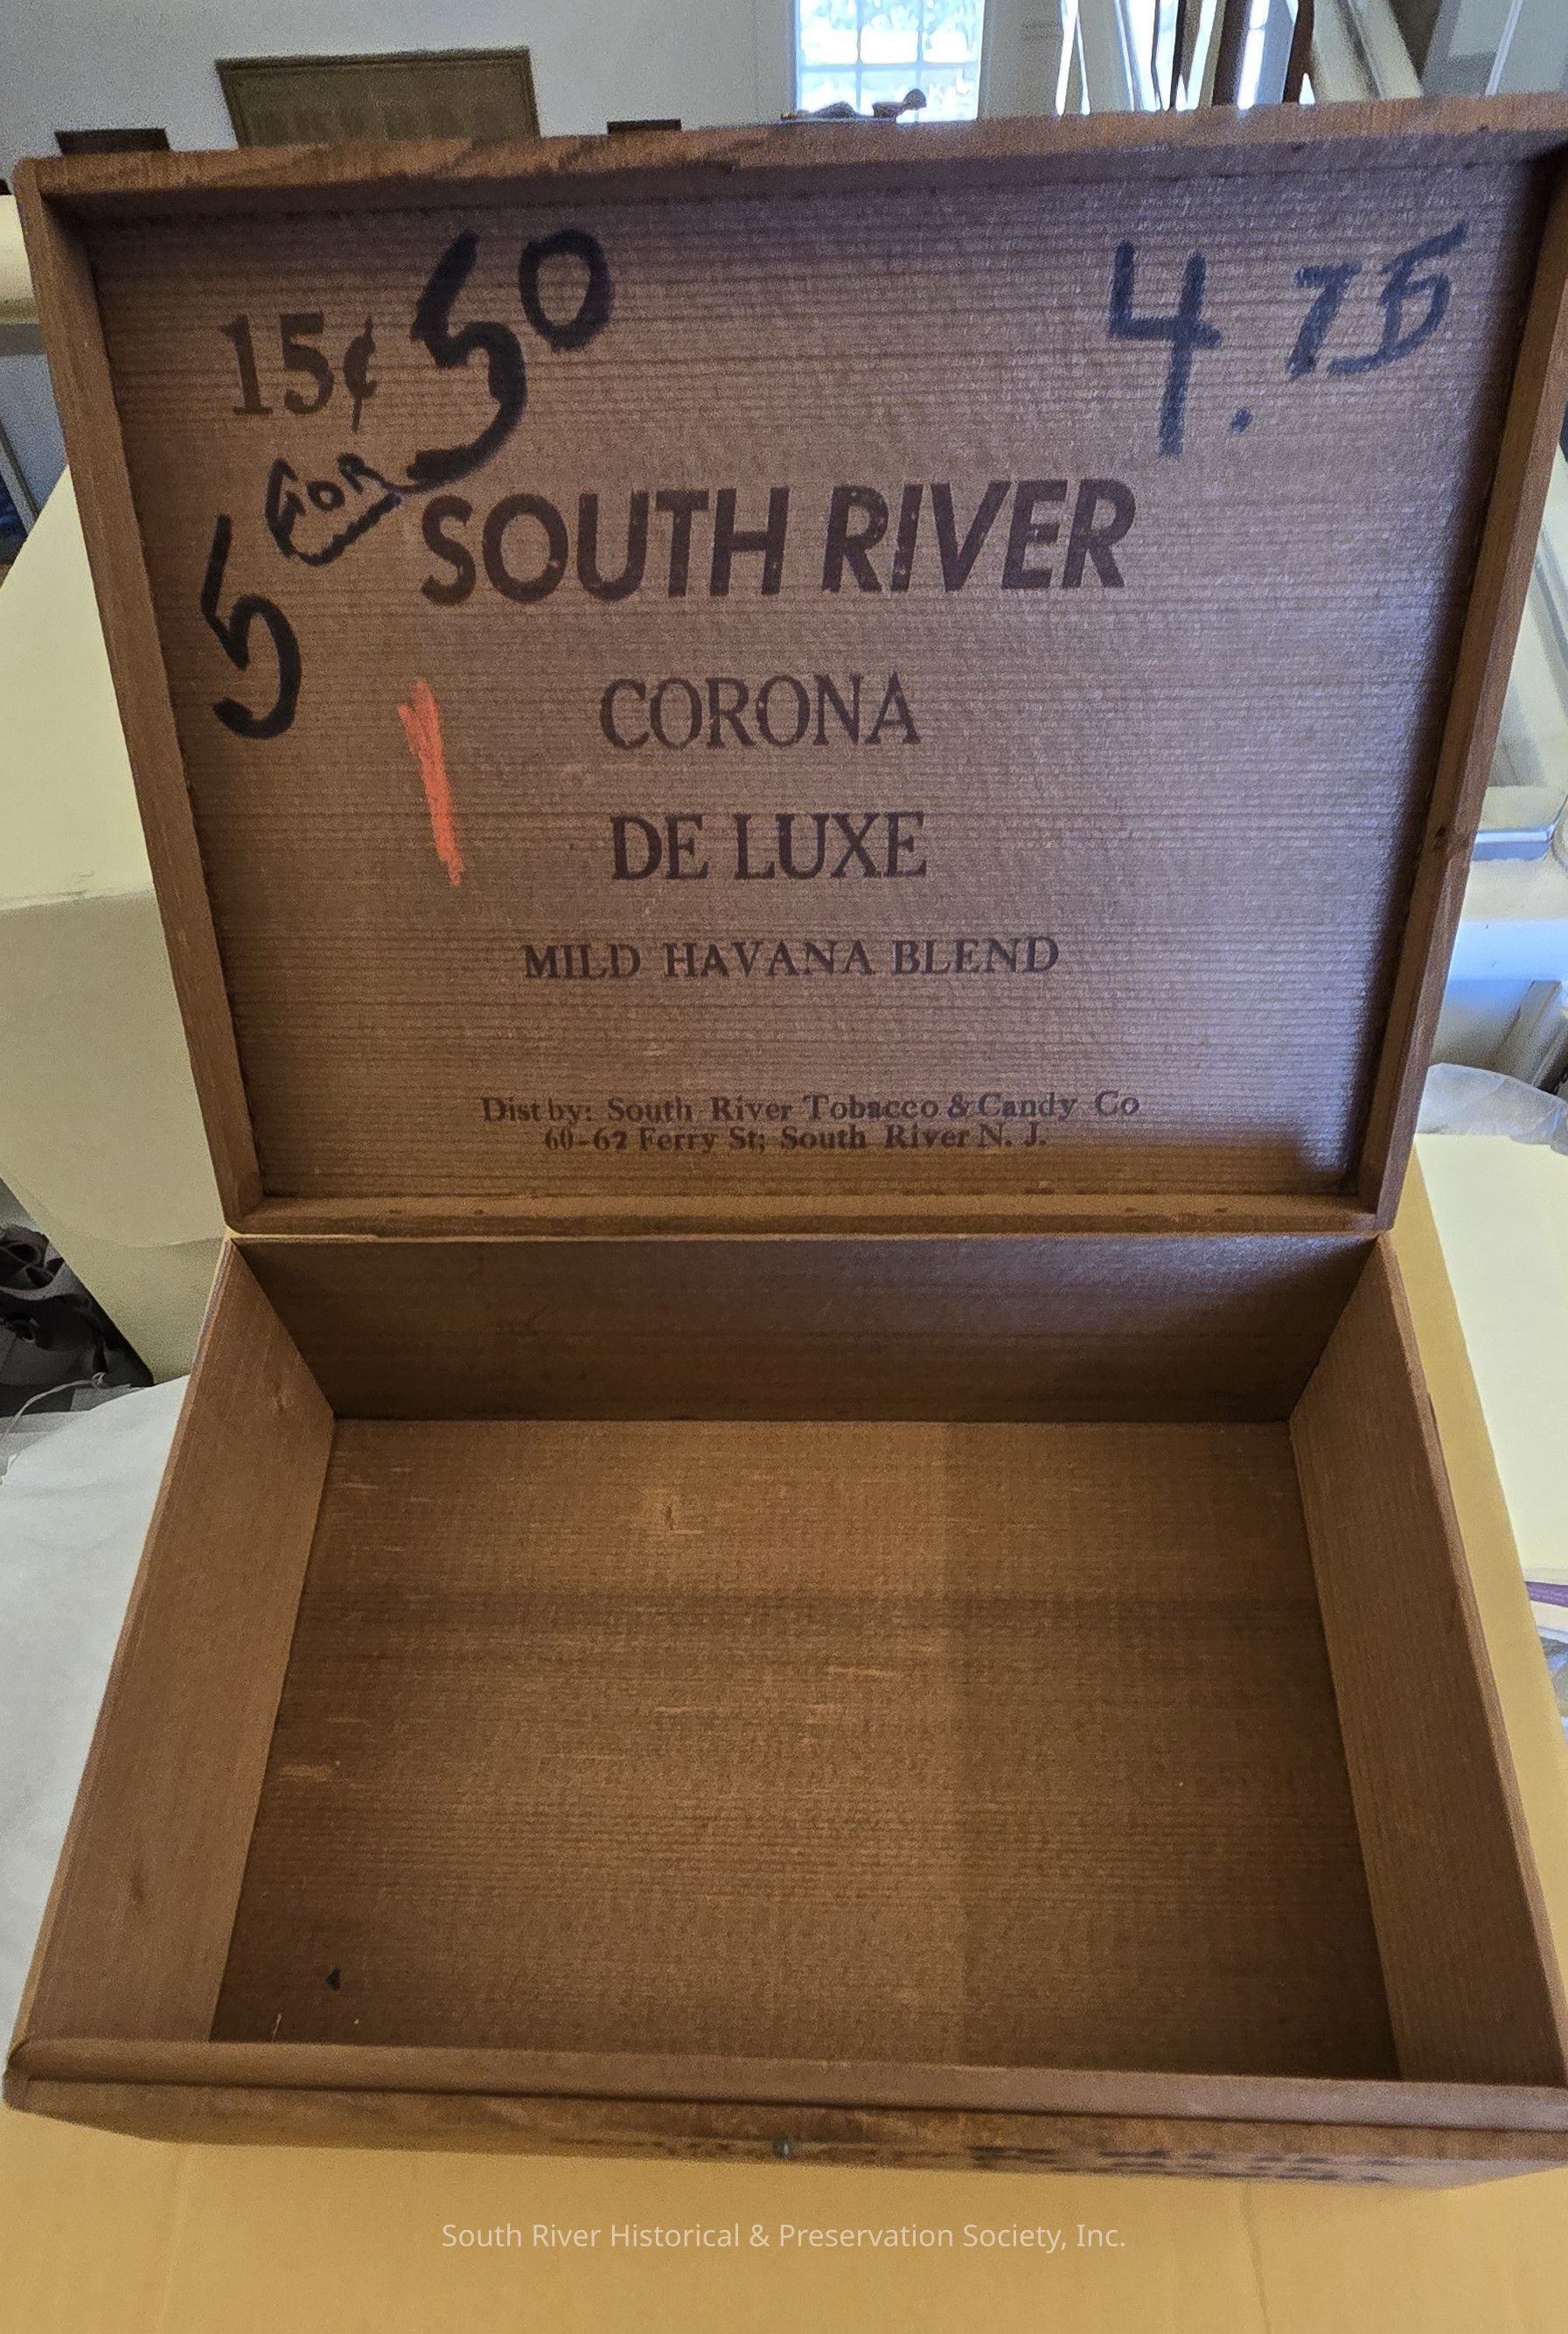 15¢ 50 4.75
5 FOR
SOUTH RIVER
CORONA
DE LUXE
MILD HAVANA BLEND
Dist by: South River Tobacco & Candy Co
60-62 Ferry St; South River N. J.
South River Historical & Preservation Society, Inc.